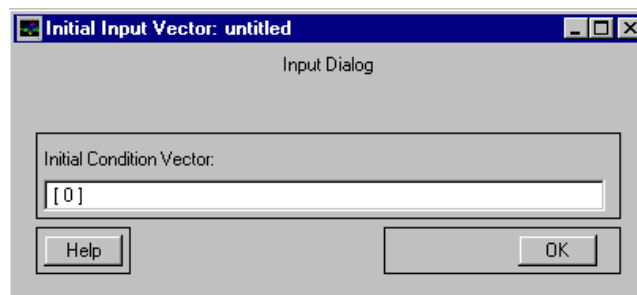 Initial Input Vector: untitled
Input Dialog
Initial Condition Vector:
[ 0 ]
Help
OK